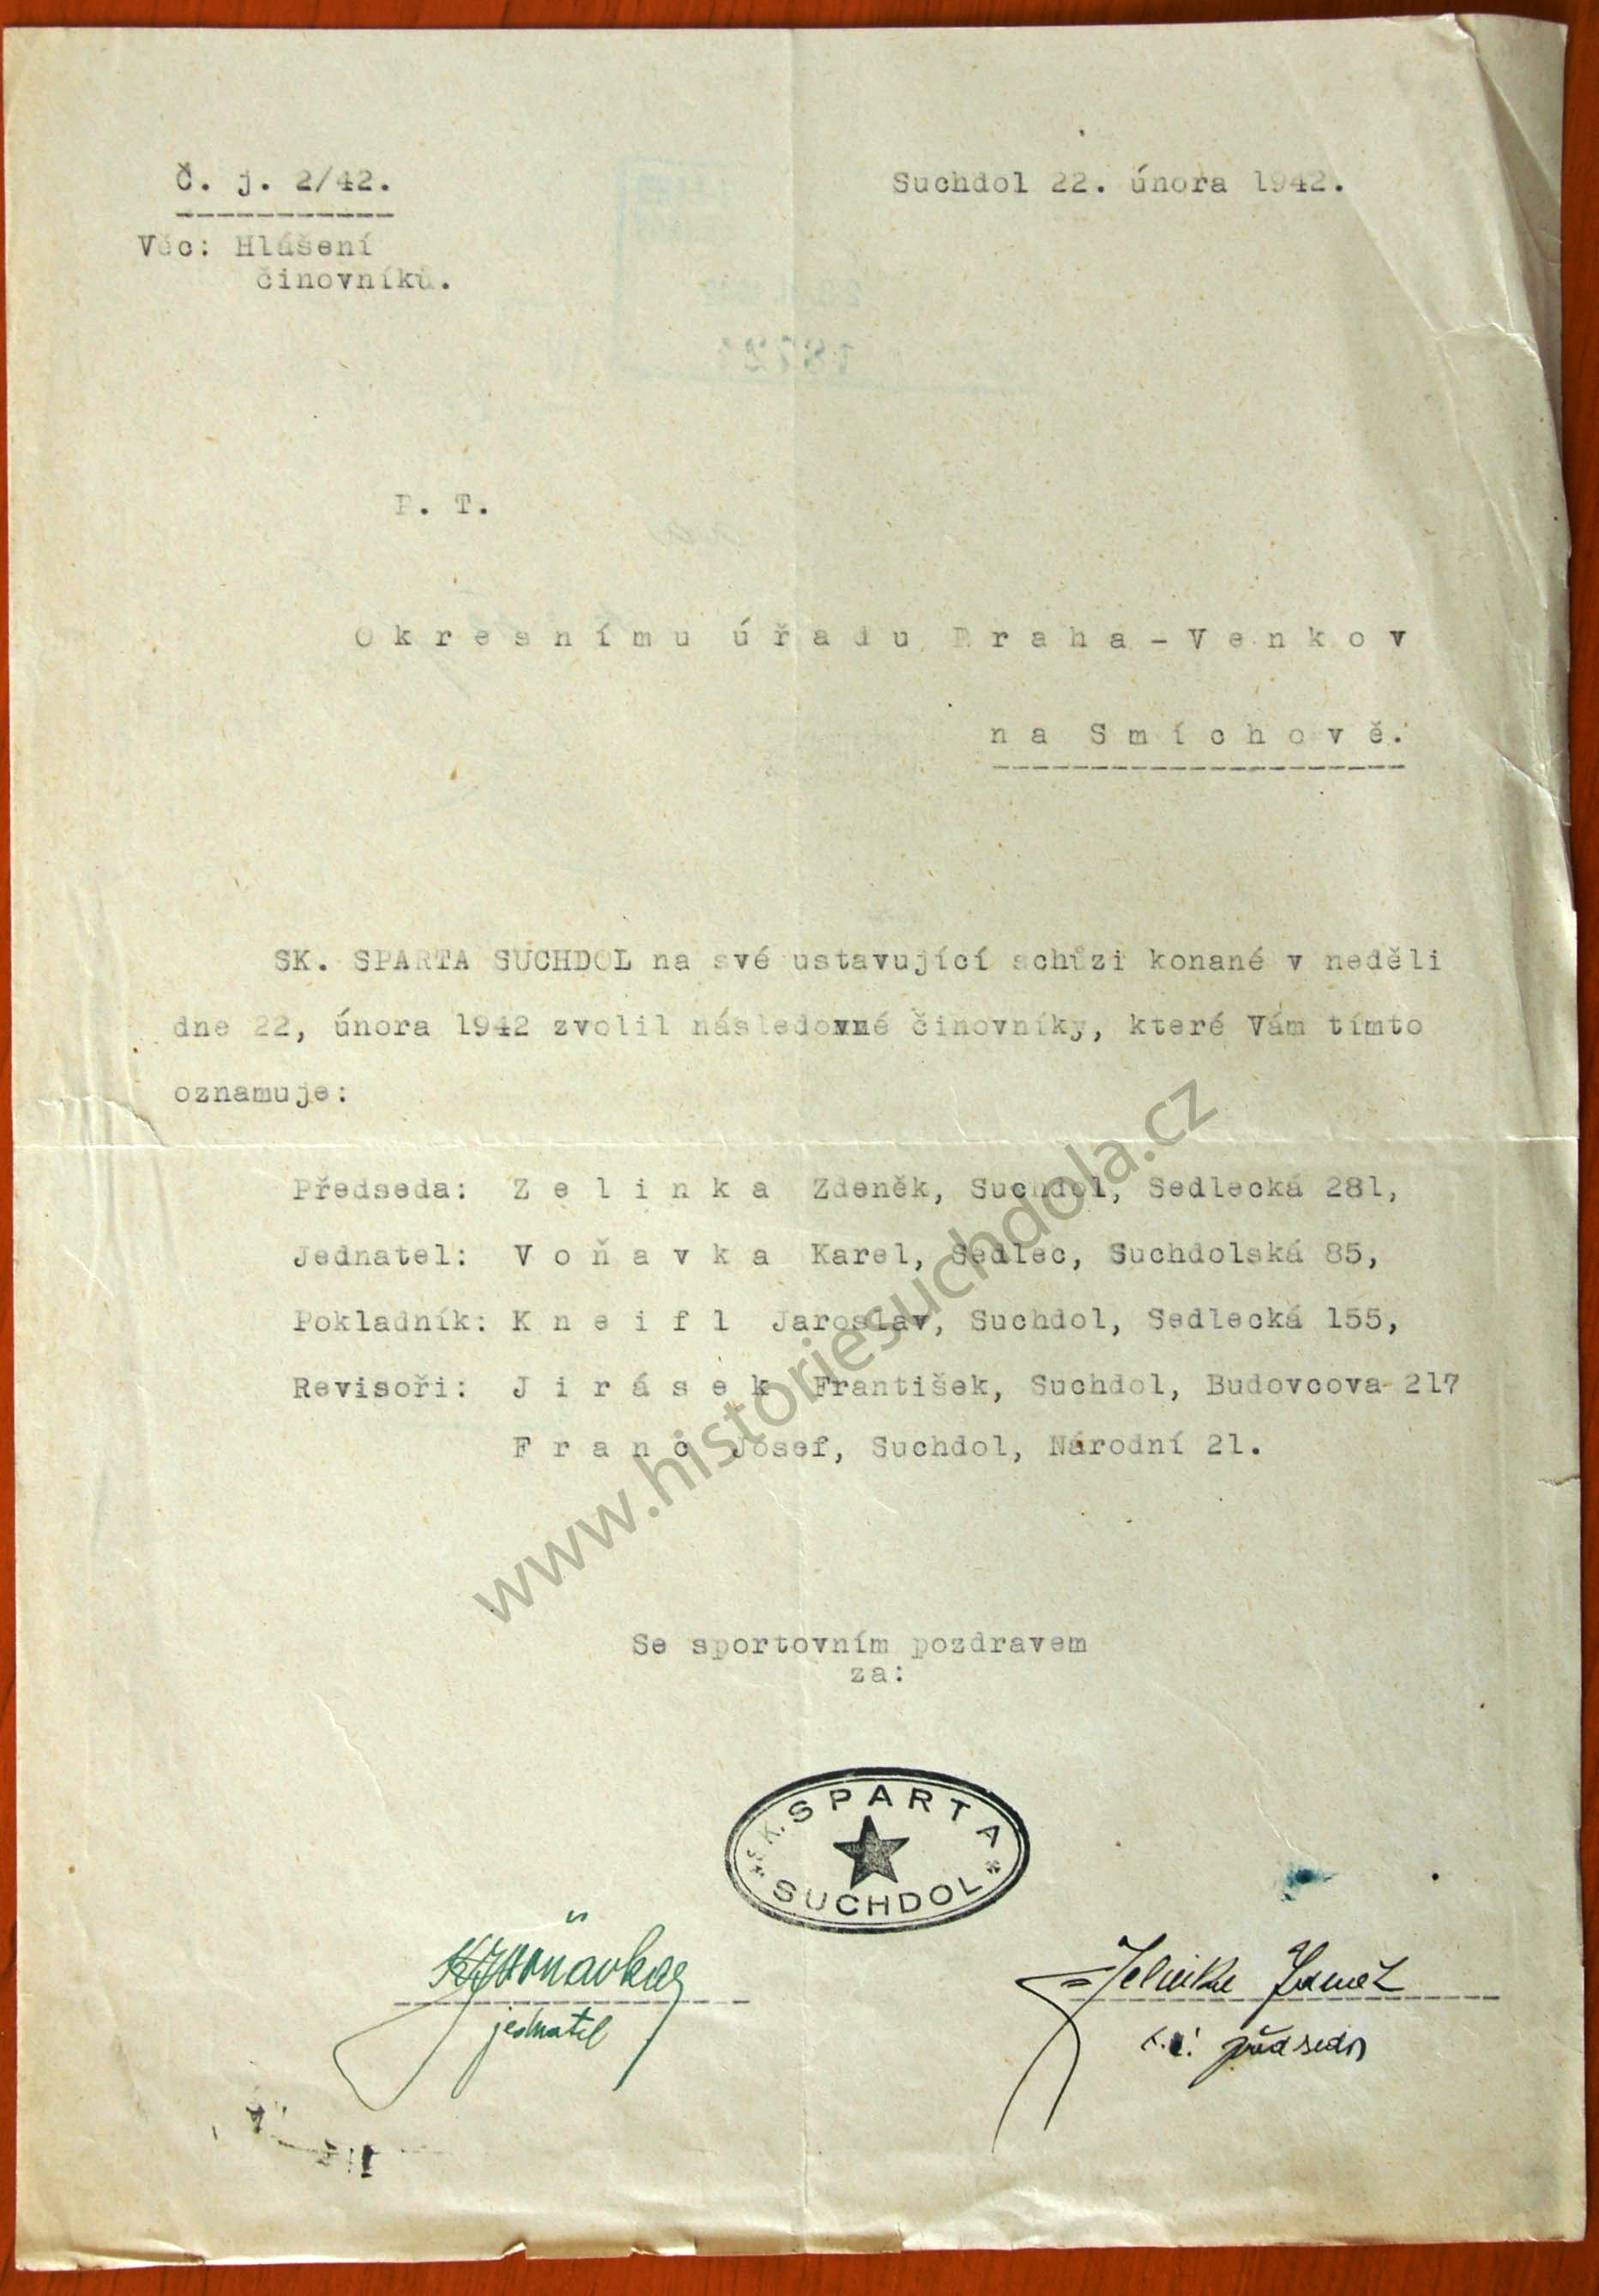 Č. j. 2/42.
Suchdol 22. února 1942.
Věc: Hlášení
činovníků.
P. T.
Okresnímu úřadu Praha-Venkov
na Smíchově.
SK. SPARTA SUCHDOL na své ustavující schůzi konané v neděli
dne 22, února 1942 zvolil následovné činovníky, které Vám tímto
oznamuje:
Předseda: Zelinka Zdeněk, Suchdol, Sedlecká 281,
Jednatel: Voňavka Karel, Sedlec, Suchdolská 85,
Pokladník: Kneifl Jaroslav, Suchdol, Sedlecká 155,
Revisoři: Jirásek František, Suchdol, Budovcova 217
Franc Josef, Suchdol, Národní 21.
www.historiesuchdola.cz
Se sportovním pozdravem
za:
S.K. SPARTA
SUCHDOL
Voňavka
jednatel
předseda